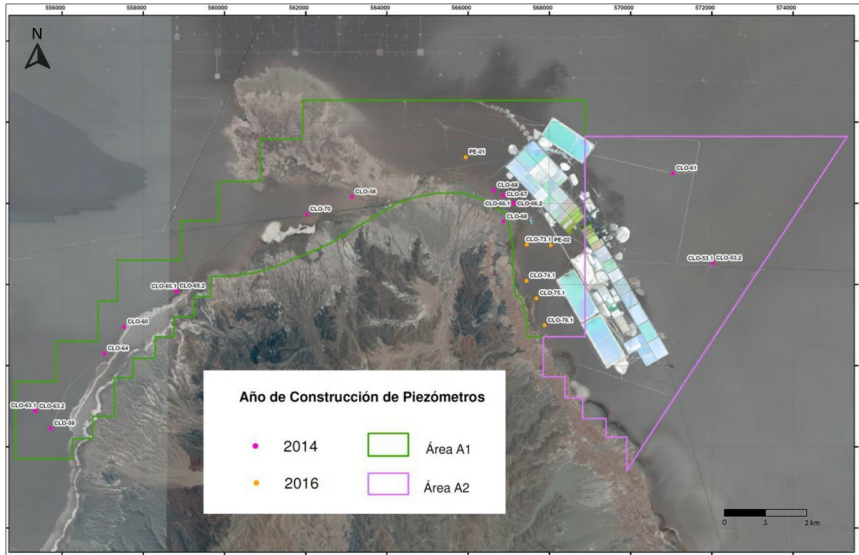 556000 558000 560000 562000 564000 566000 568000 570000 572000 574000
N
PE-01
CLO-61
CLO-69
CLO-58
CLO-67
CLO-66.1 CLO-66.2
CLO-70
CLO-68
CLO-73.1 PE-02
CLO-53.1 CLO-53.2
CLO-74.1
CLO-65.1 CLO-65.2
CLO-75.1
CLO-60
CLO-76.1
CLO-64
CLO-63.1 CLO-63.2
CLO-59
Año de Construcción de Piezómetros
2014 Área A1
2016 Área A2
0 1 2 km